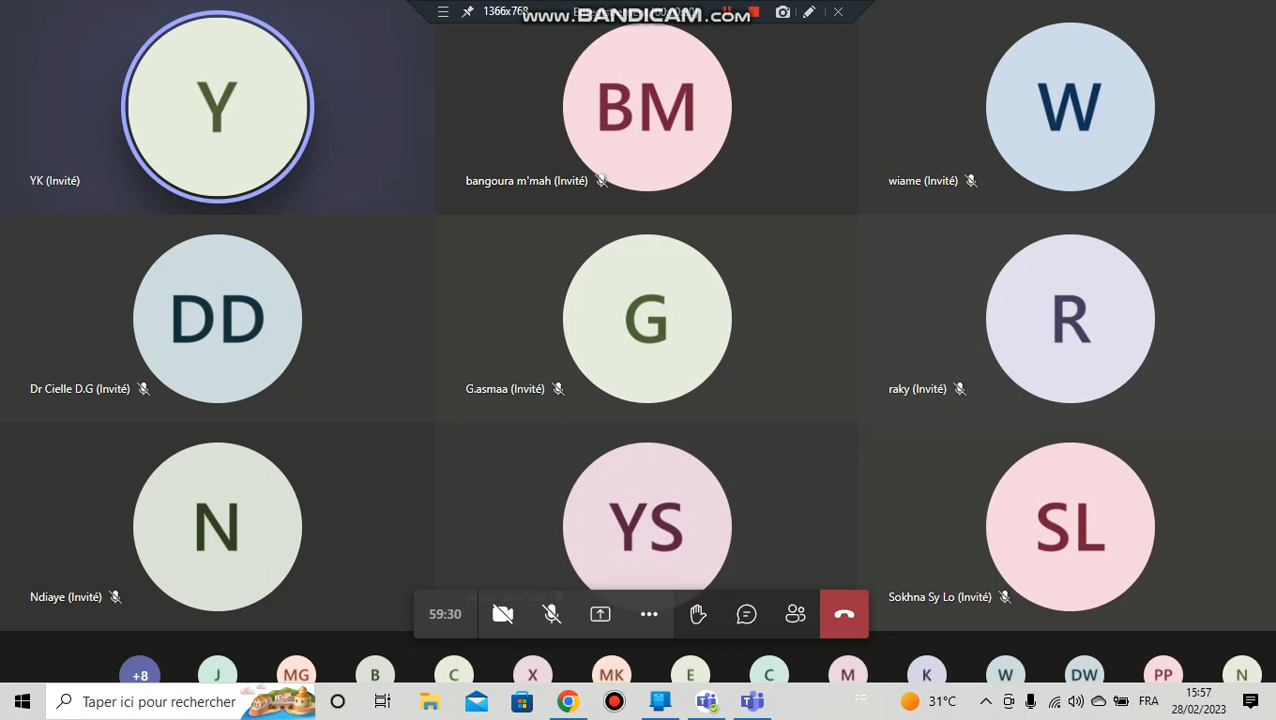 1366x768
www.BANDICAM.com
Y
BM
W
YK (Invité)
bangoura m'mah (Invité)
wiame (Invité)
DD
G
R
Dr Cielle D.G (Invité)
G.asmaa (Invité)
raky (Invité)
N
YS
SL
Ndiaye (Invité)
Sokhna Sy Lo (Invité)
59:30
+8
J
MG
B
C
X
MK
E
C
M
K
W
DW
PP
N
Taper ici pour rechercher
FR
31°C
FRA
15:57
28/02/2023